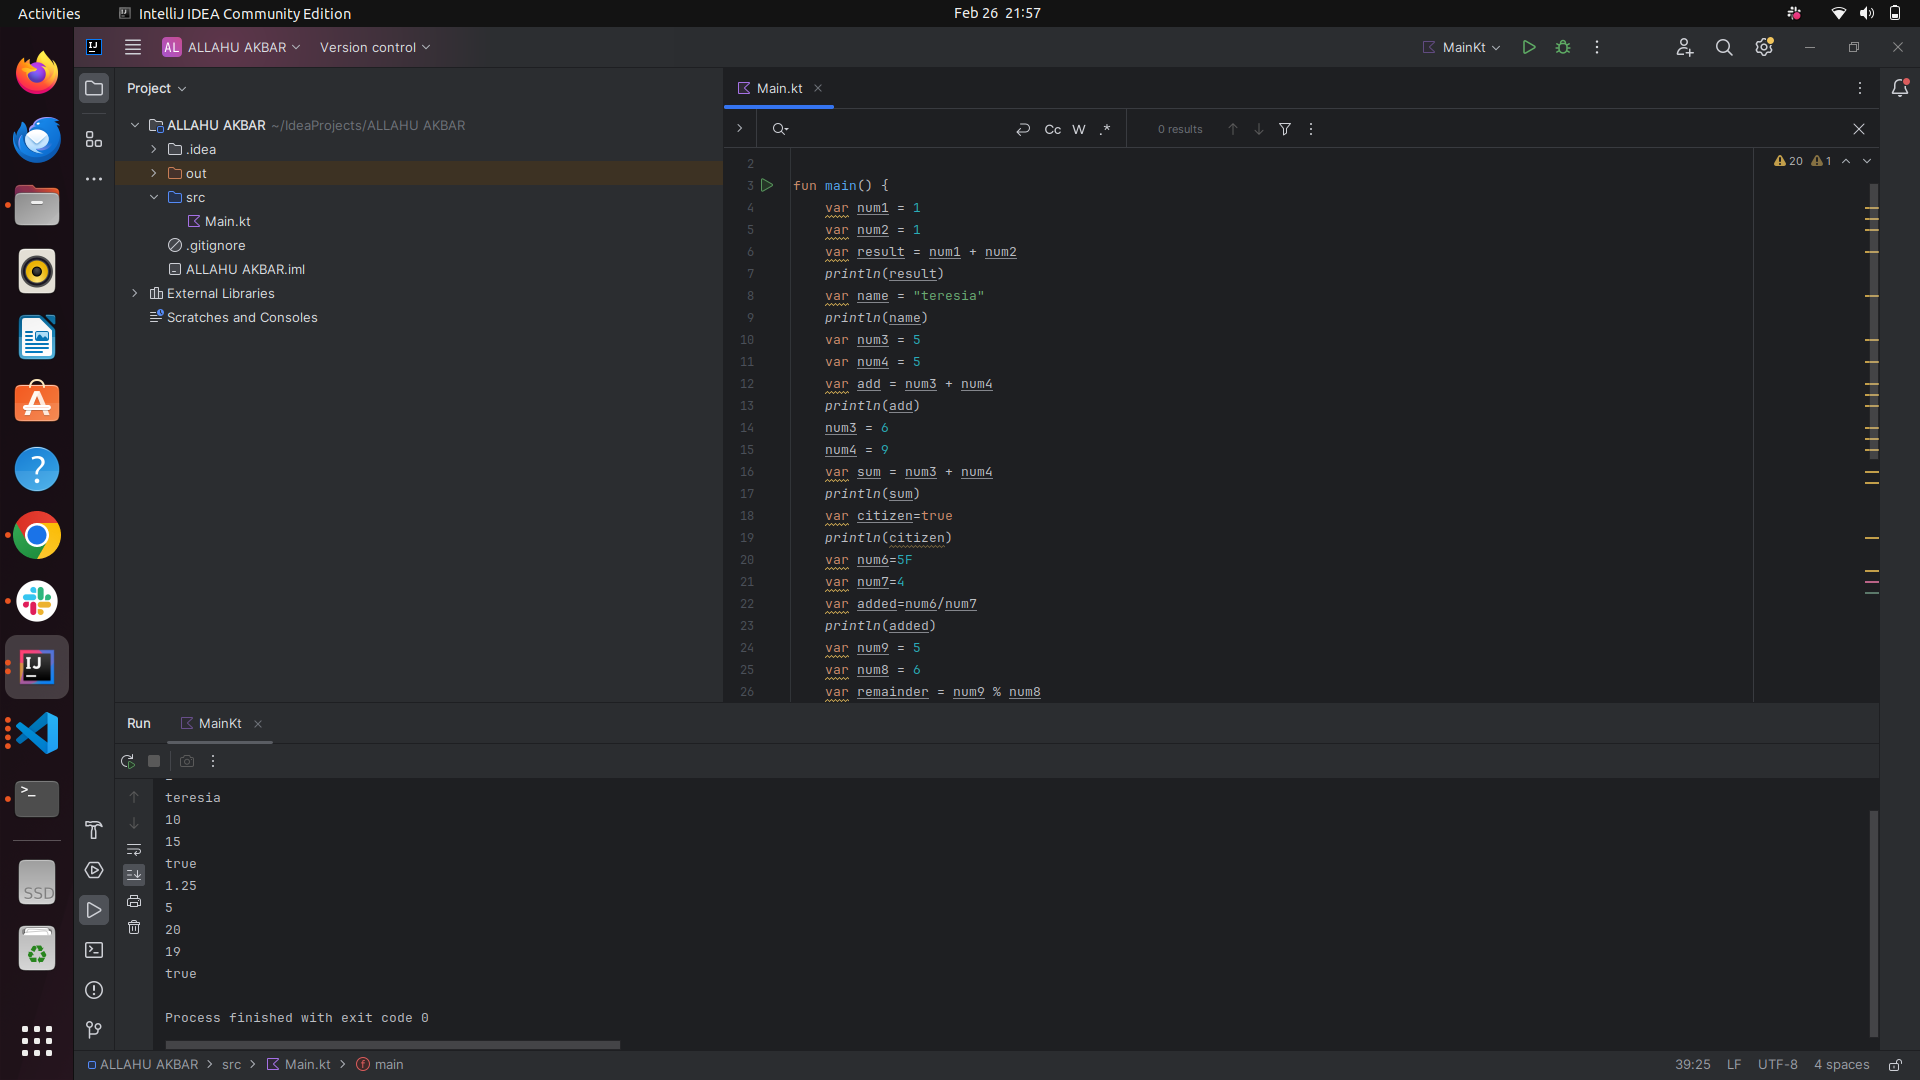 Activities
IntelliJ IDEA Community Edition
Feb 26 21:57
IJ
AL ALLAHU AKBAR
Version control
MainKt
Project
Main.kt
ALLAHU AKBAR ~/IdeaProjects/ALLAHU AKBAR
.idea
out
src
Main.kt
.gitignore
ALLAHU AKBAR.iml
External Libraries
Scratches and Consoles
Cc W .*
0 results
20 1
2
3 fun main() {
4 var num1 = 1
5 var num2 = 1
6 var result = num1 + num2
7 println(result)
8 var name = "teresia"
9 println(name)
10 var num3 = 5
11 var num4 = 5
12 var add = num3 + num4
13 println(add)
14 num3 = 6
15 num4 = 9
16 var sum = num3 + num4
17 println(sum)
18 var citizen=true
19 println(citizen)
20 var num6=5F
21 var num7=4
22 var added=num6/num7
23 println(added)
24 var num9 = 5
25 var num8 = 6
26 var remainder = num9 % num8
Run
MainKt
teresia
10
15
true
1.25
5
20
19
true
Process finished with exit code 0
IJ
SSD
ALLAHU AKBAR > src > Main.kt > main
39:25 LF UTF-8 4 spaces